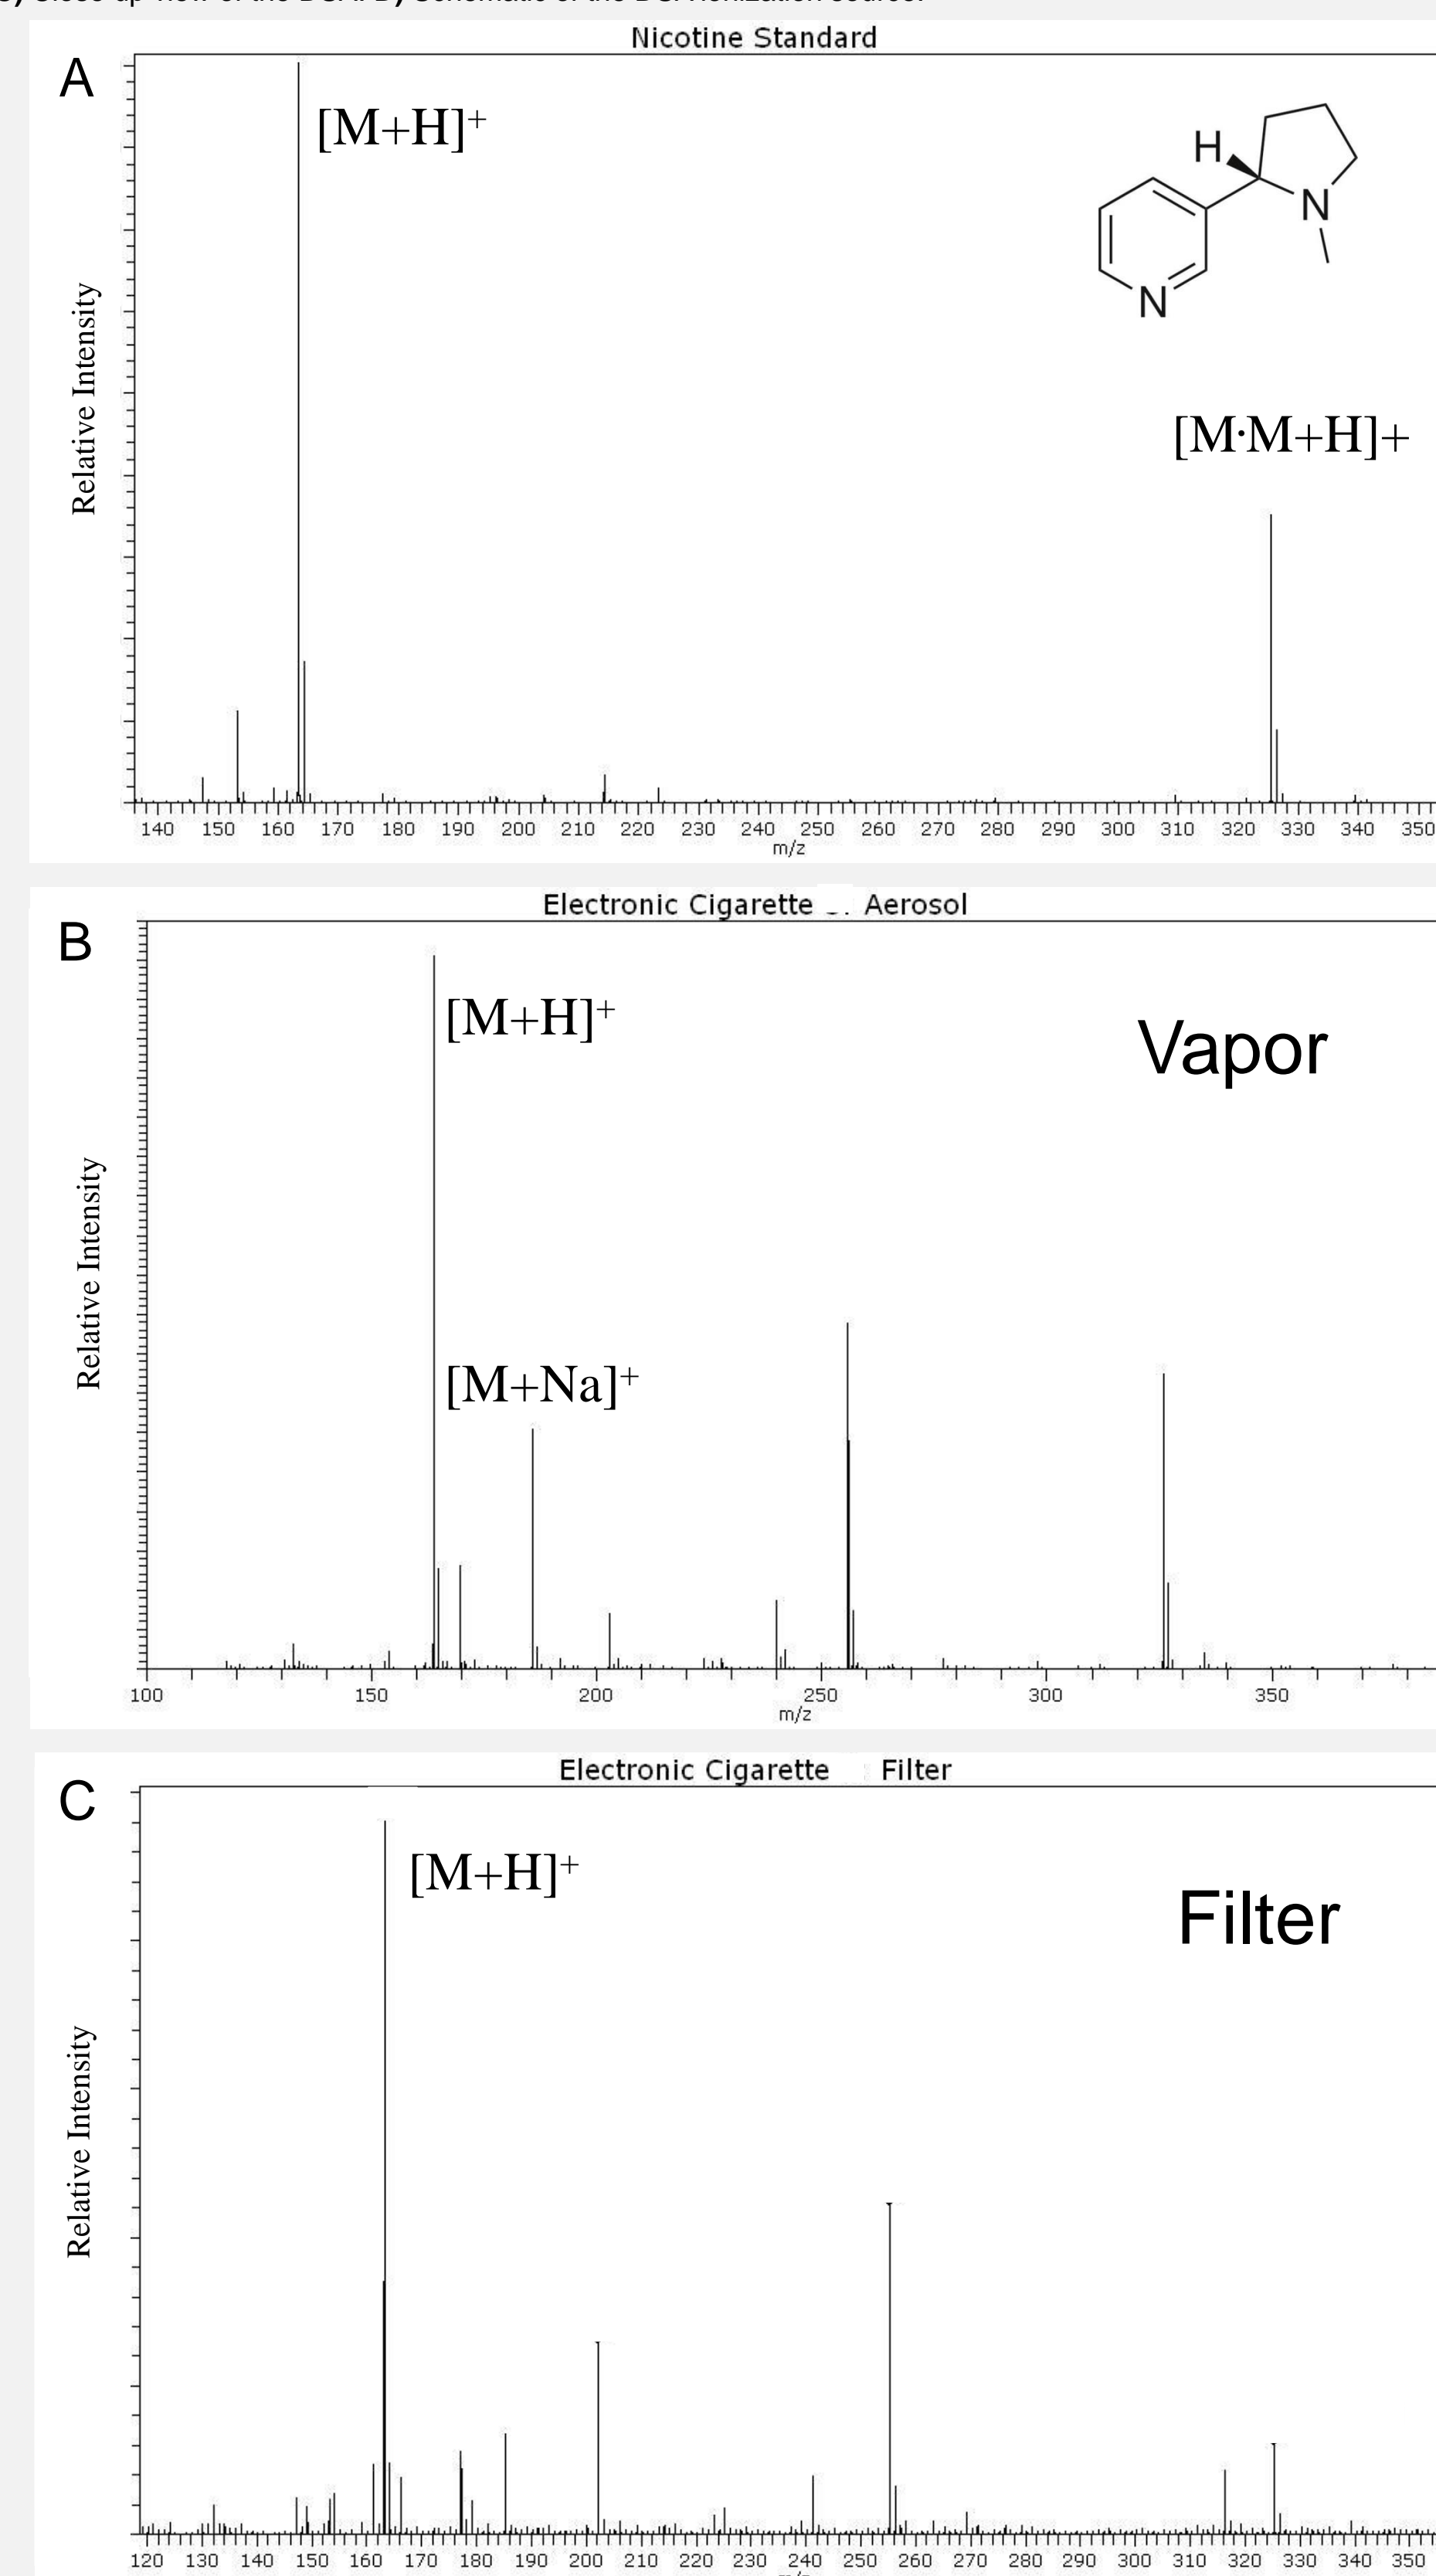 Nicotine Standard
A
[M+H]+
H
N
N
[M·M+H]+
Relative Intensity
140 150 160 170 180 190 200 210 220 230 240 250 260 270 280 290 300 310 320 330 340 350
m/z
Electronic Cigarette Aerosol
B
[M+H]+
Vapor
[M+Na]+
Relative Intensity
100 150 200 250 300 350
m/z
Electronic Cigarette Filter
C
[M+H]+
Filter
Relative Intensity
120 130 140 150 160 170 180 190 200 210 220 230 240 250 260 270 280 290 300 310 320 330 340 350